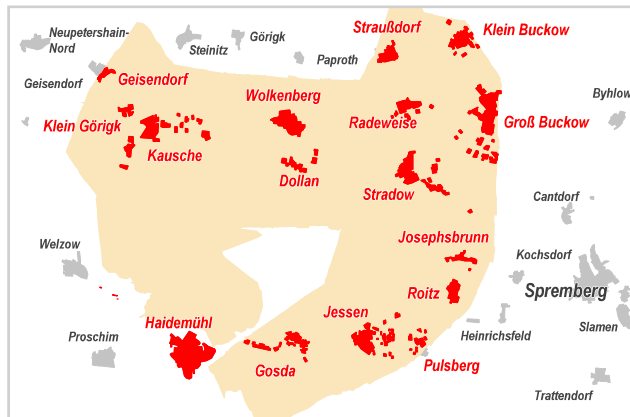 Neupetershain-
Nord
Steinitz
Görigk
Paproth
Straußdorf
Klein Buckow
Geisendorf
Geisendorf
Wolkenberg
Radeweise
Groß Buckow
Byhlow
Klein Görigk
Kausche
Dollan
Stradow
Cantdorf
Welzow
Josephsbrunn
Kochsdorf
Roitz
Spremberg
Haidemühl
Jessen
Heinrichsfeld
Slamen
Proschim
Gosda
Pulsberg
Trattendorf